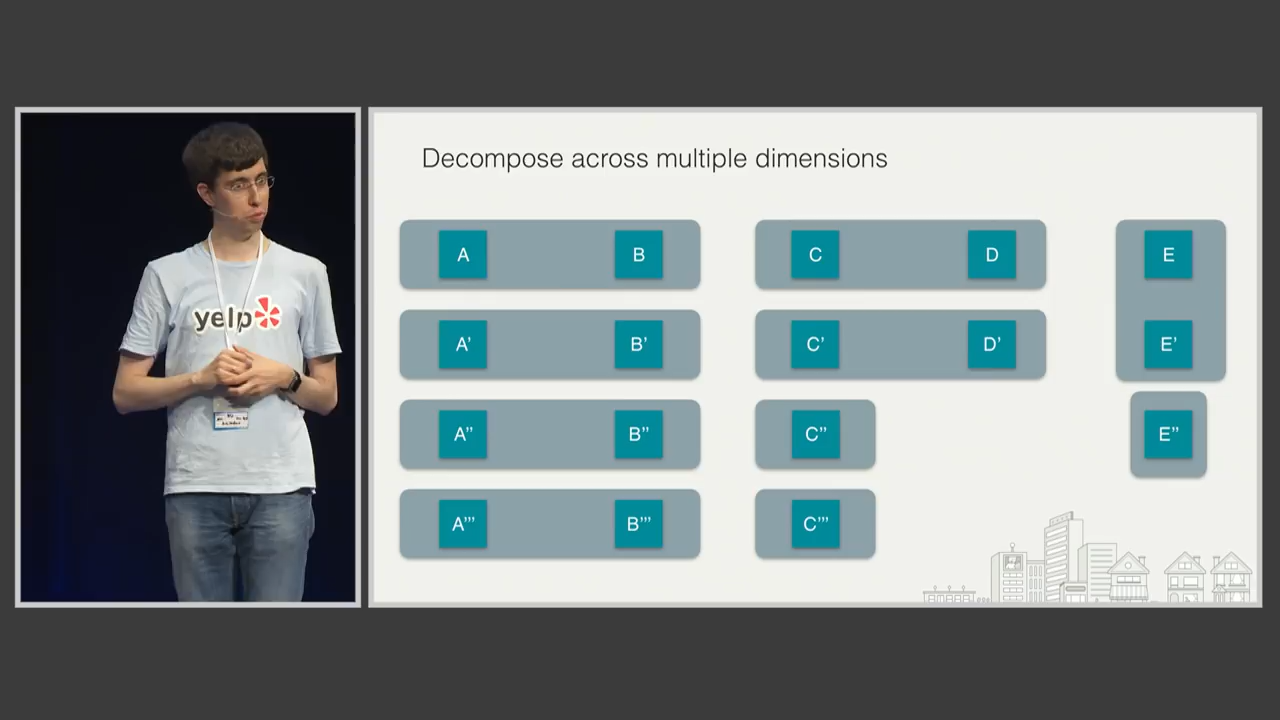 yelp
Decompose across multiple dimensions
A B C D E
A' B' C' D' E'
A'' B'' C'' E''
A''' B''' C'''